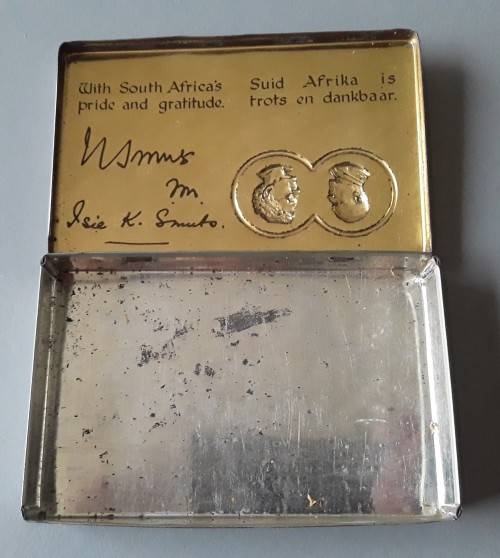 With South Africa's
pride and gratitude.
Suid Afrika is
trots en dankbaar.
Isie K. Smuts.